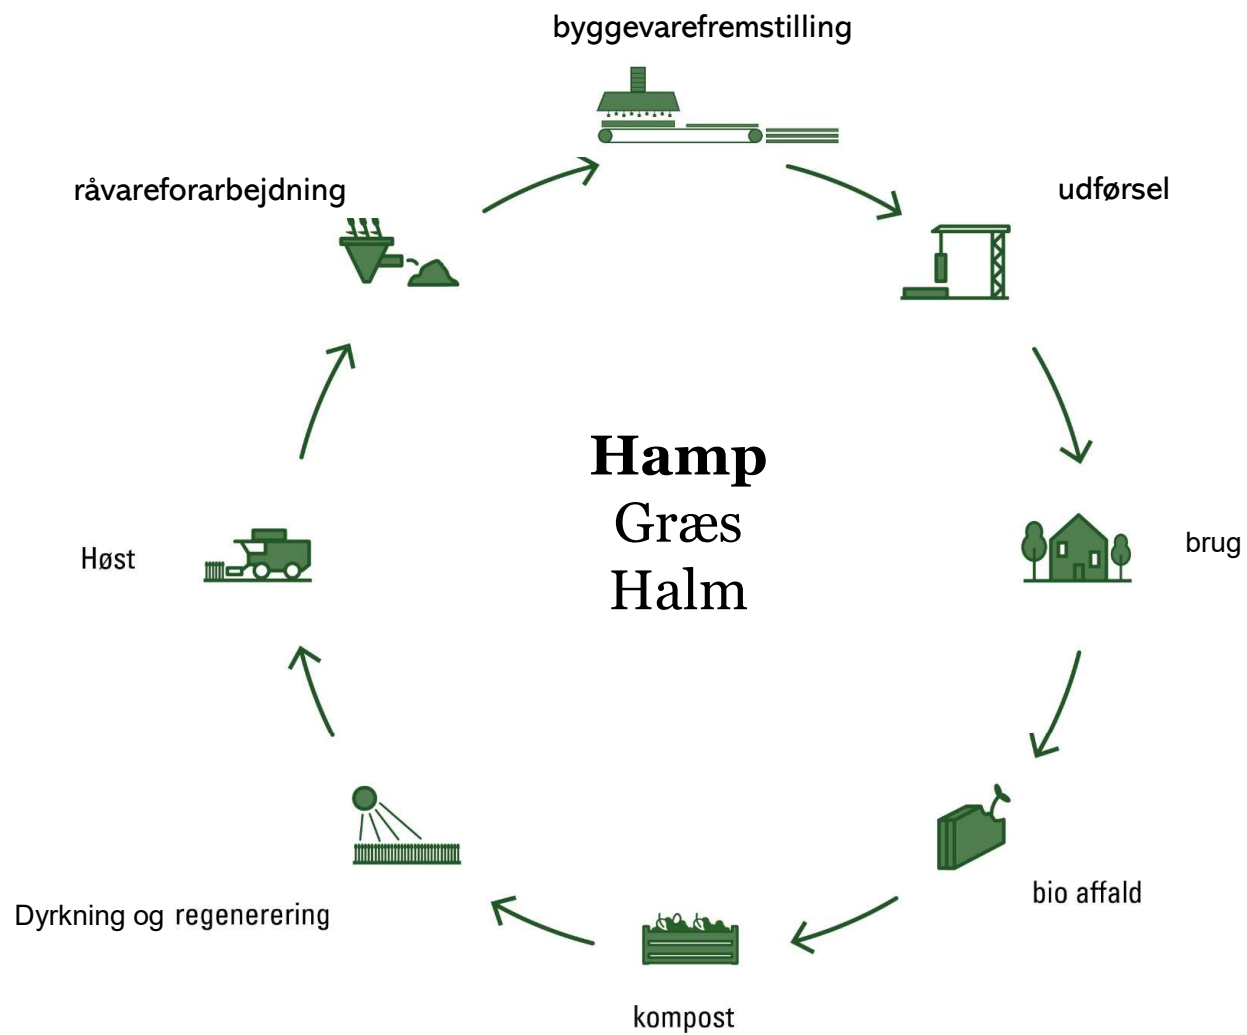 byggevarefremstilling
råvareforarbejdning
udførsel
Hamp
Græs
Halm
Høst
brug
bio affald
Dyrkning og regenerering
kompost